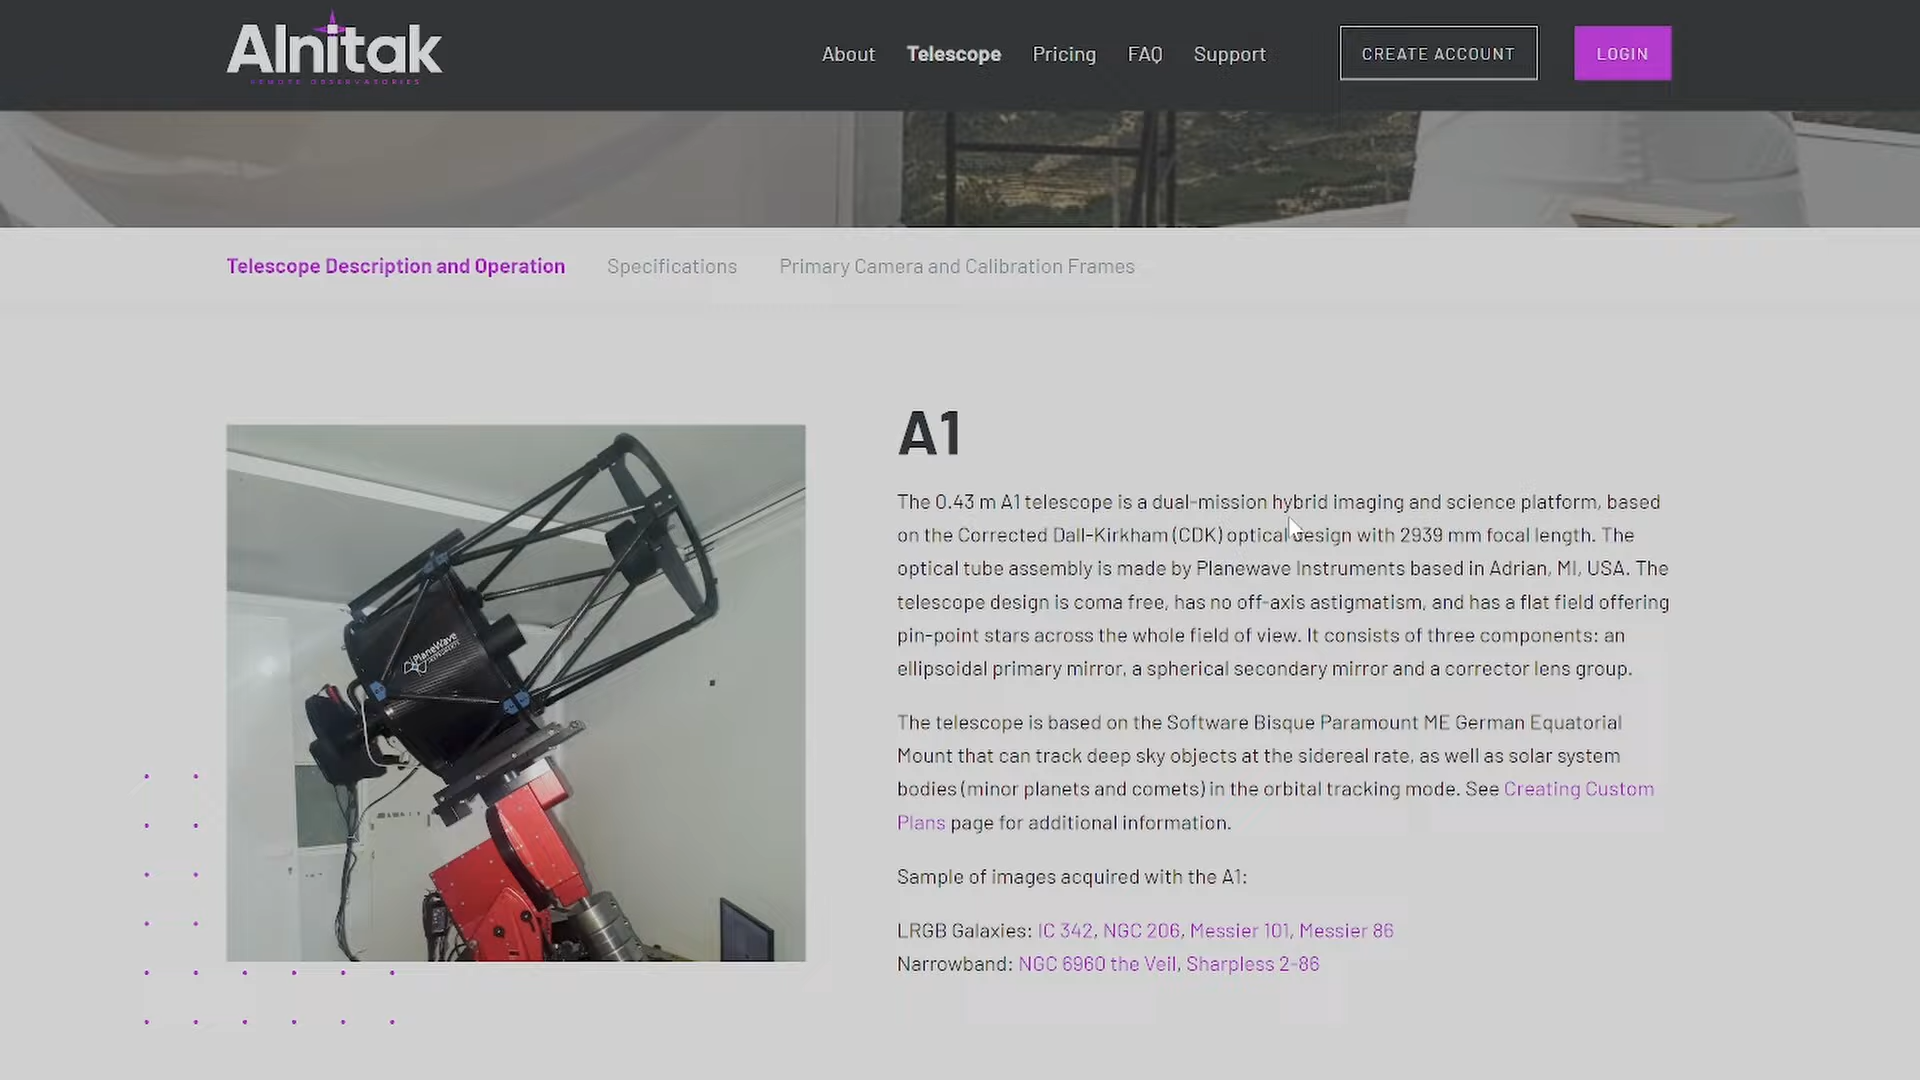 Alnitak
REMOTE OBSERVATORIES
About
Telescope
Pricing
FAQ
Support
CREATE ACCOUNT
LOGIN
Telescope Description and Operation
Specifications
Primary Camera and Calibration Frames
PlaneWave
INSTRUMENTS
A1
The 0.43 m A1 telescope is a dual-mission hybrid imaging and science platform, based
on the Corrected Dall-Kirkham (CDK) optical design with 2939 mm focal length. The
optical tube assembly is made by Planewave Instruments based in Adrian, MI, USA. The
telescope design is coma free, has no off-axis astigmatism, and has a flat field offering
pin-point stars across the whole field of view. It consists of three components: an
ellipsoidal primary mirror, a spherical secondary mirror and a corrector lens group.
The telescope is based on the Software Bisque Paramount ME German Equatorial
Mount that can track deep sky objects at the sidereal rate, as well as solar system
bodies (minor planets and comets) in the orbital tracking mode. See Creating Custom
Plans page for additional information.
Sample of images acquired with the A1:
LRGB Galaxies: IC 342, NGC 206, Messier 101, Messier 86
Narrowband: NGC 6960 the Veil, Sharpless 2-86